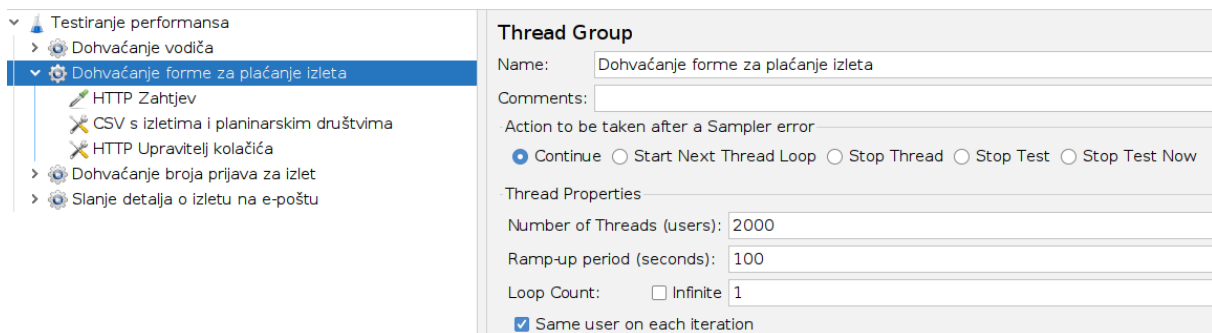 Testiranje performansa
Dohvaćanje vodiča
Dohvaćanje forme za plaćanje izleta
HTTP Zahtjev
CSV s izletima i planinarskim društvima
HTTP Upravitelj kolačića
Dohvaćanje broja prijava za izlet
Slanje detalja o izletu na e-poštu
Thread Group
Name: Dohvaćanje forme za plaćanje izleta
Comments:
Action to be taken after a Sampler error
Continue Start Next Thread Loop Stop Thread Stop Test Stop Test Now
Thread Properties
Number of Threads (users): 2000
Ramp-up period (seconds): 100
Loop Count: Infinite 1
Same user on each iteration